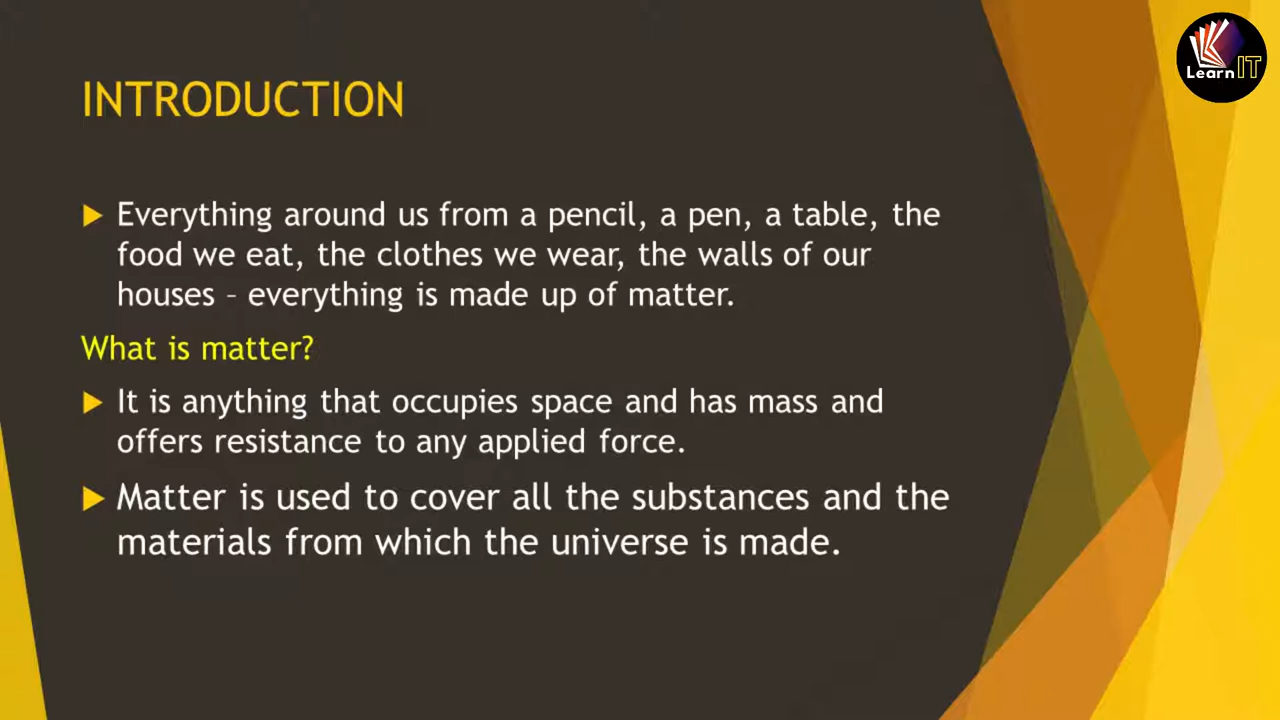 Learn IT
INTRODUCTION
Everything around us from a pencil, a pen, a table, the
food we eat, the clothes we wear, the walls of our
houses – everything is made up of matter.
What is matter?
It is anything that occupies space and has mass and
offers resistance to any applied force.
Matter is used to cover all the substances and the
materials from which the universe is made.